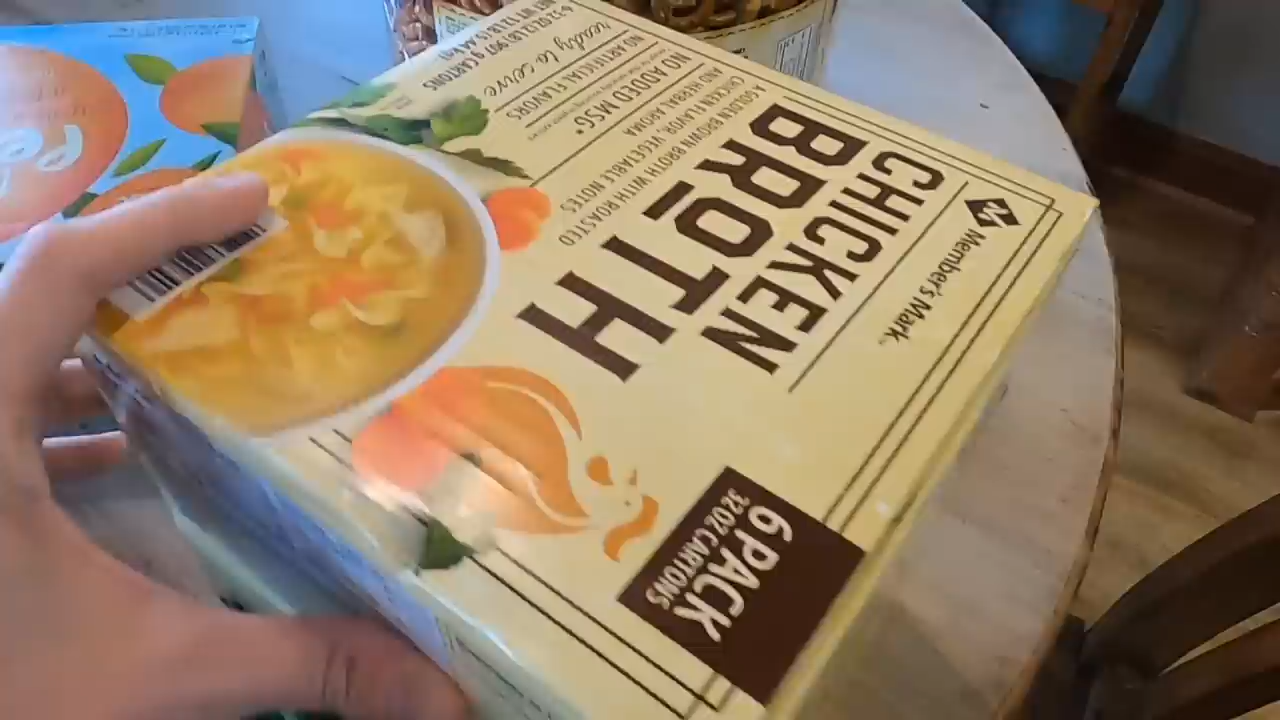 Member's Mark
CHICKEN
BROTH
A GOLDEN BROWN BROTH WITH ROASTED
CHICKEN FLAVOR, VEGETABLE NOTES
AND HERBAL AROMA
NO ADDED MSG*
NO ARTIFICIAL FLAVORS
ready to serve
6 PACK
32 OZ CARTONS
Pe